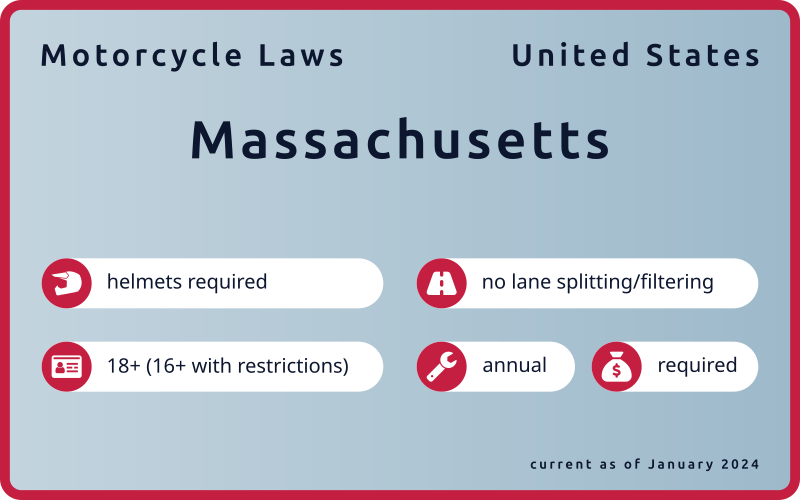 Motorcycle Laws
United States
Massachusetts
helmets required
no lane splitting/filtering
18+ (16+ with restrictions)
annual
$
required
current as of January 2024